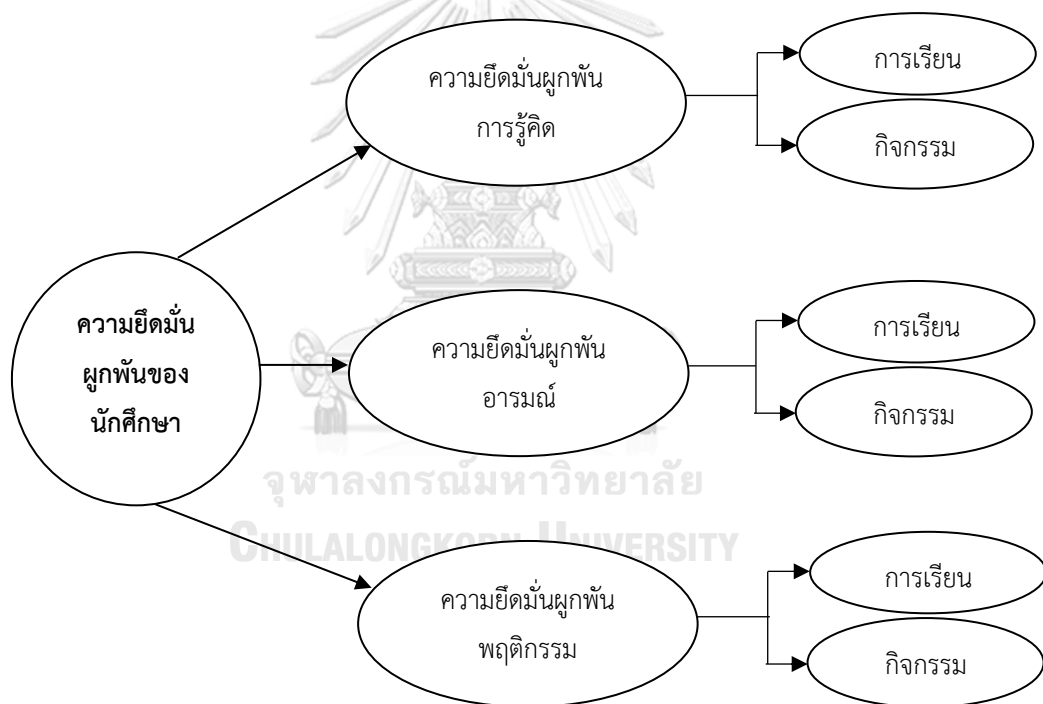 ความยึดมั่นผูกพัน
การรู้คิด
การเรียน
กิจกรรม
ความยึดมั่น
ผูกพันของ
นักศึกษา
ความยึดมั่นผูกพัน
อารมณ์
การเรียน
กิจกรรม
จุฬาลงกรณ์มหาวิทยาลัย
CHULALONGKORN UNIVERSITY
ความยึดมั่นผูกพัน
พฤติกรรม
การเรียน
กิจกรรม